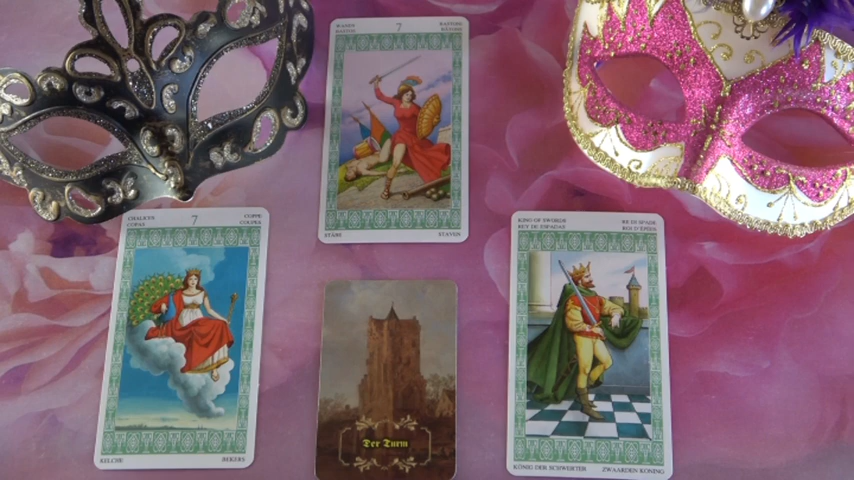 WANDS 7 BASTONI
BASTOS BÂTONS
STÄBE STAVEN
CHALICES 7 COPPE
COPAS COUPES
KELCHE BEKERS
Der Turm
KING OF SWORDS RE DI SPADE
REY DE ESPADAS ROI D'ÉPÉES
KÖNIG DER SCHWERTER ZWAARDEN KONING